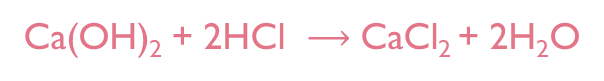 Ca(OH)₂ + 2HCl ⟶ CaCl₂ + 2H₂O